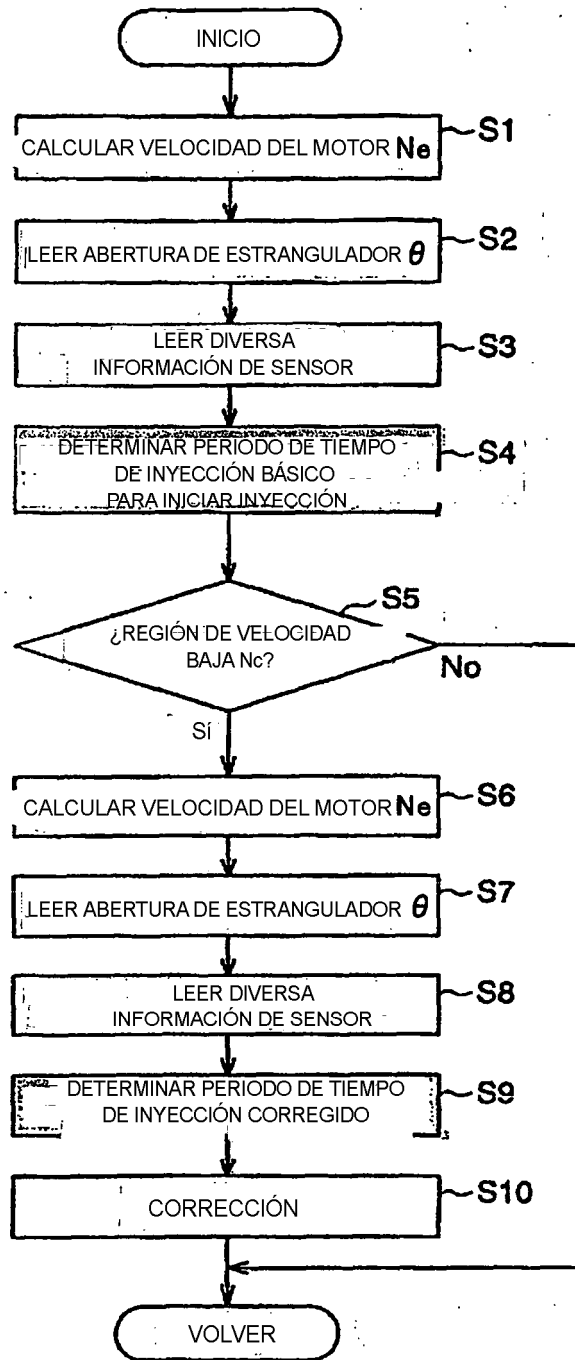 INICIO
CALCULAR VELOCIDAD DEL MOTOR Ne
S1
LEER ABERTURA DE ESTRANGULADOR θ
S2
LEER DIVERSA
INFORMACIÓN DE SENSOR
S3
DETERMINAR PERIODO DE TIEMPO
DE INYECCIÓN BÁSICO
PARA INICIAR INYECCIÓN
S4
S5
¿REGIÓN DE VELOCIDAD
BAJA Nc?
No
Sí
CALCULAR VELOCIDAD DEL MOTOR Ne
S6
LEER ABERTURA DE ESTRANGULADOR θ
S7
LEER DIVERSA
INFORMACIÓN DE SENSOR
S8
DETERMINAR PERIODO DE TIEMPO
DE INYECCIÓN CORREGIDO
S9
CORRECCIÓN
S10
VOLVER